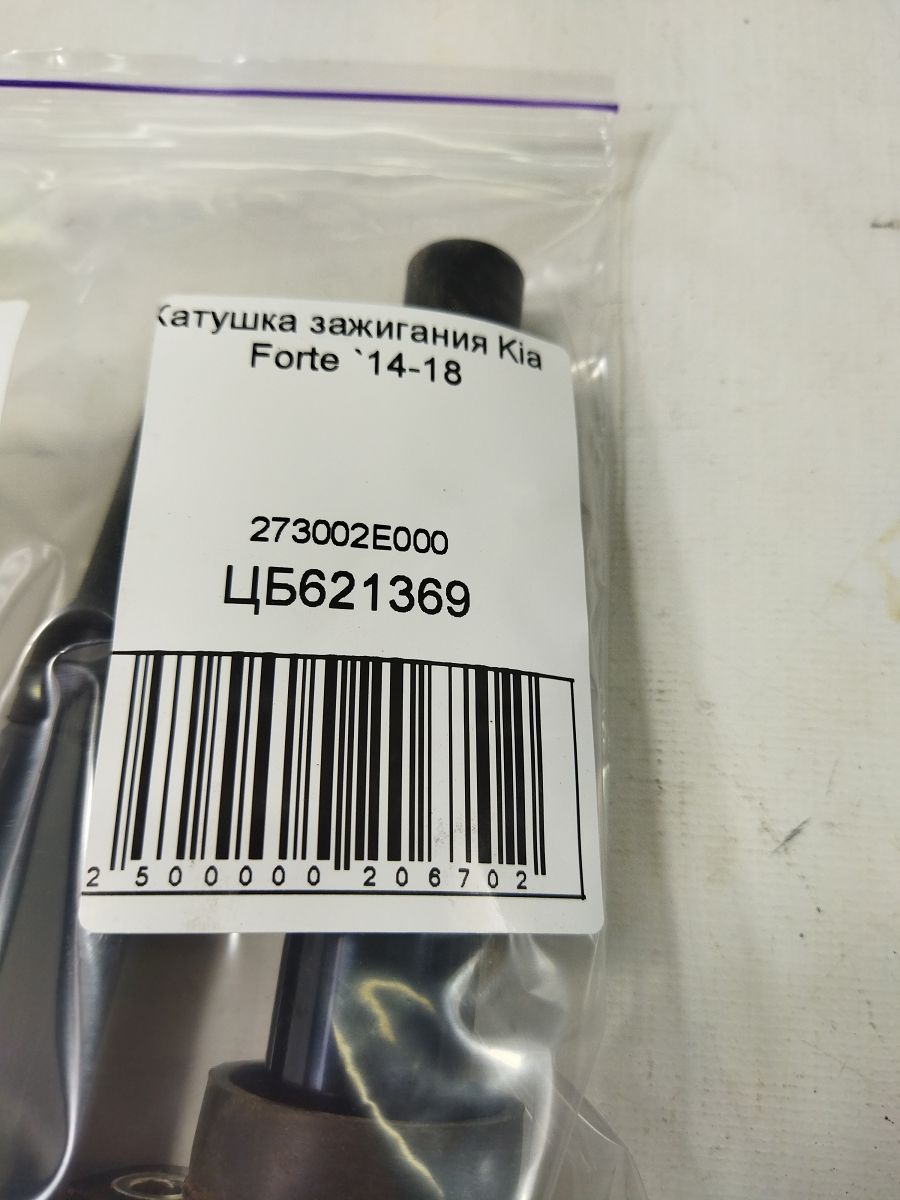 Катушка зажигания Kia
Forte `14-18
273002E000
ЦБ621369
2 500000 206702